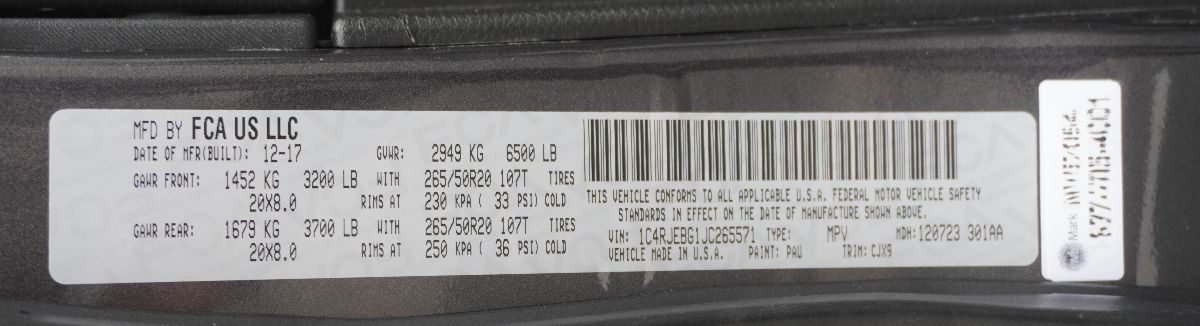 MFD BY FCA US LLC
DATE OF MFR(BUILT): 12-17 GVWR: 2949 KG 6500 LB
GAWR FRONT: 1452 KG 3200 LB WITH 265/50R20 107T TIRES
20X8.0 RIMS AT 230 KPA ( 33 PSI) COLD
GAWR REAR: 1679 KG 3700 LB WITH 265/50R20 107T TIRES
20X8.0 RIMS AT 250 KPA ( 36 PSI) COLD
THIS VEHICLE CONFORMS TO ALL APPLICABLE U.S.A. FEDERAL MOTOR VEHICLE SAFETY
STANDARDS IN EFFECT ON THE DATE OF MANUFACTURE SHOWN ABOVE.
VIN: 1C4RJEBG1JC265571 TYPE: MPV MDH: 120723 301AA
VEHICLE MADE IN U.S.A. PAINT: PAU TRIM: CJX9
Mark